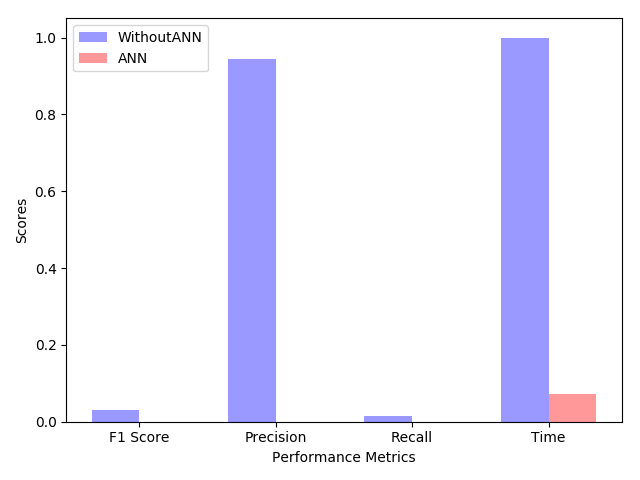 WithoutANN
ANN
1.0
0.8
0.6
0.4
0.2
0.0
Scores
F1 Score
Precision
Recall
Time
Performance Metrics